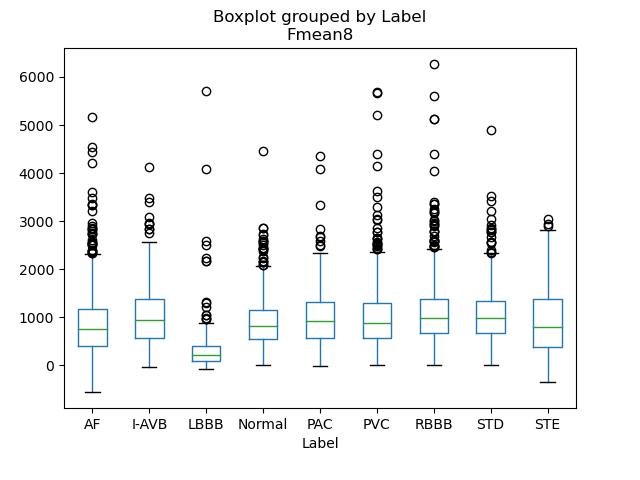 Boxplot grouped by Label
Fmean8
6000
5000
4000
3000
2000
1000
0
AF I-AVB LBBB Normal PAC PVC RBBB STD STE
Label